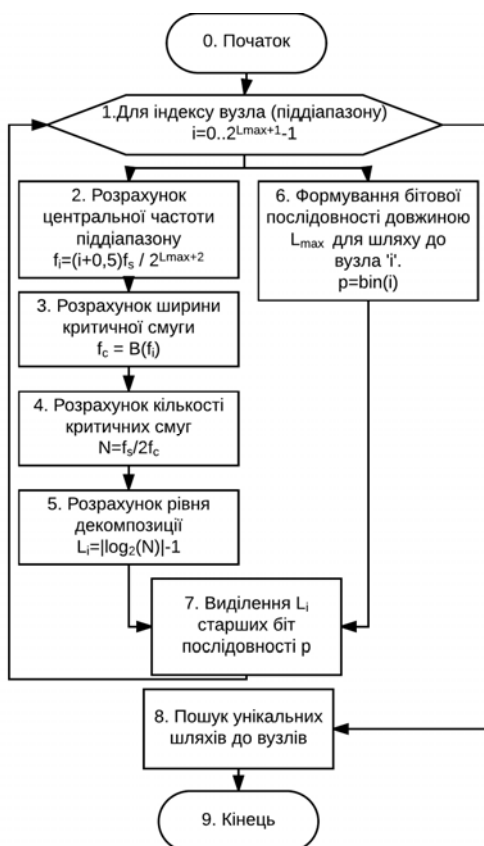 0. Початок
1.Для індексу вузла (піддіапазону)
i=0..2^Lmax+1-1
2. Розрахунок
центральної частоти
піддіапазону
fᵢ=(i+0,5)fₛ / 2^Lmax+2
3. Розрахунок ширини
критичної смуги
f_c = B(fᵢ)
4. Розрахунок кількості
критичних смуг
N=fₛ/2f_c
5. Розрахунок рівня
декомпозиції
Lᵢ=|log₂(N)|-1
6. Формування бітової
послідовності довжиною
L_max для шляху до
вузла 'i'.
p=bin(i)
7. Виділення Lᵢ
старших біт
послідовності p
8. Пошук унікальних
шляхів до вузлів
9. Кінець